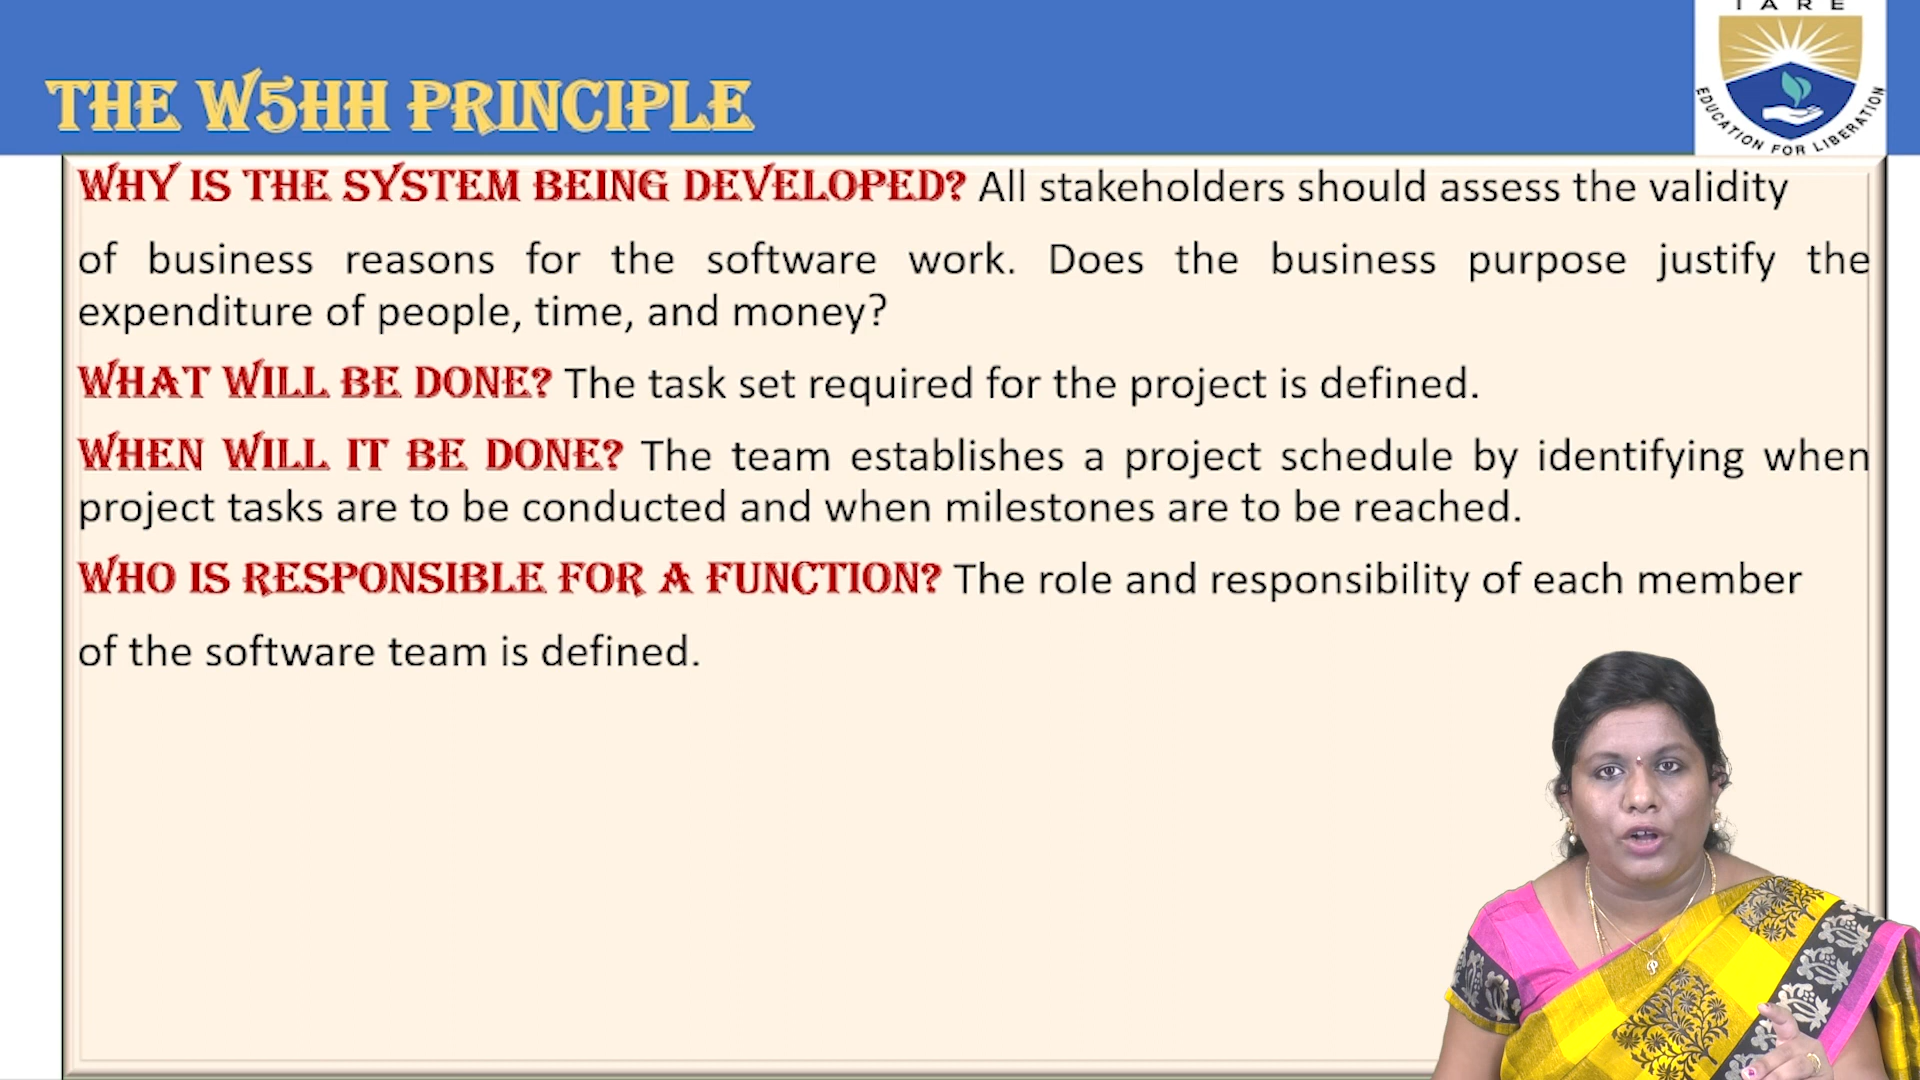 IARE
THE W5HH PRINCIPLE
EDUCATION FOR LIBERATION
WHY IS THE SYSTEM BEING DEVELOPED? All stakeholders should assess the validity
of business reasons for the software work. Does the business purpose justify the
expenditure of people, time, and money?
WHAT WILL BE DONE? The task set required for the project is defined.
WHEN WILL IT BE DONE? The team establishes a project schedule by identifying when
project tasks are to be conducted and when milestones are to be reached.
WHO IS RESPONSIBLE FOR A FUNCTION? The role and responsibility of each member
of the software team is defined.